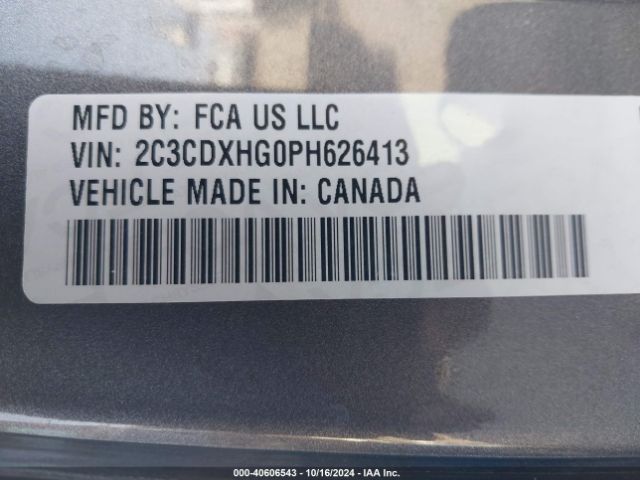 MFD BY: FCA US LLC
VIN: 2C3CDXHG0PH626413
VEHICLE MADE IN: CANADA
000-40606543 - 10/16/2024 - IAA Inc.